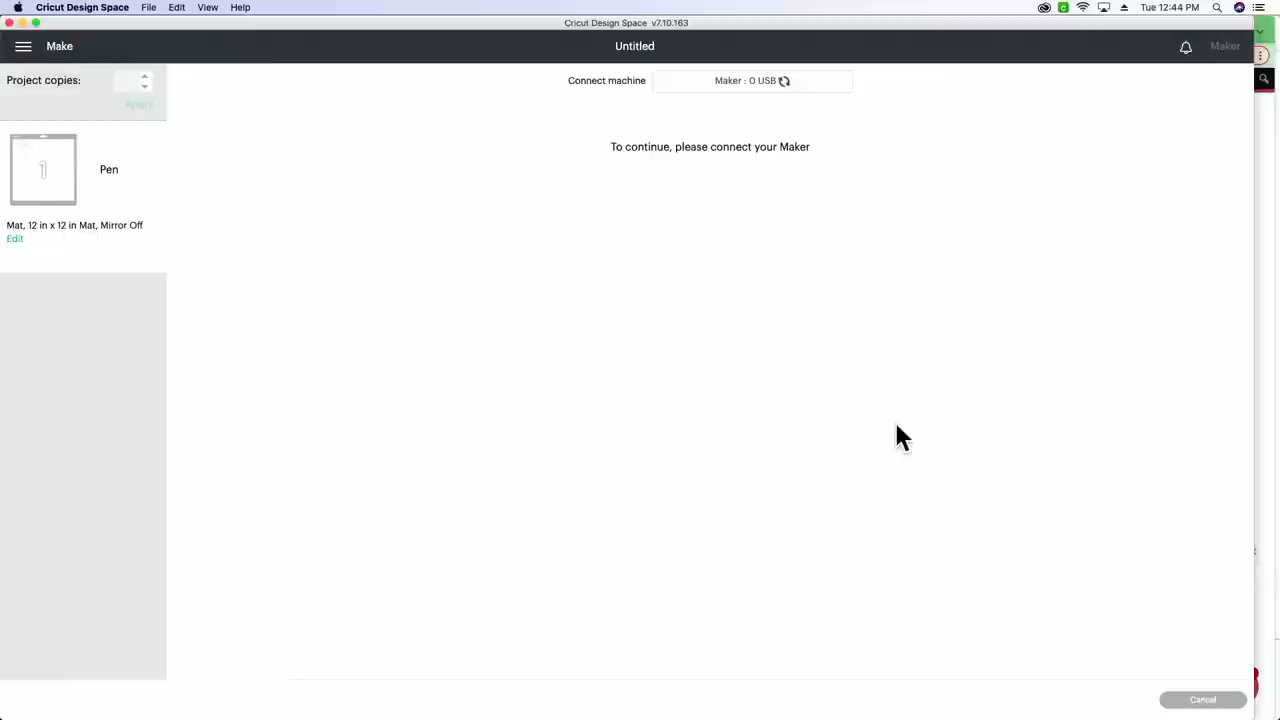 Cricut Design Space File Edit View Help Tue 12:44 PM
Cricut Design Space v7.10.163
Make Untitled Maker
Project copies:
Apply
Connect machine Maker : 0 USB
To continue, please connect your Maker
1
Pen
Mat, 12 in x 12 in Mat, Mirror Off
Edit
Cancel